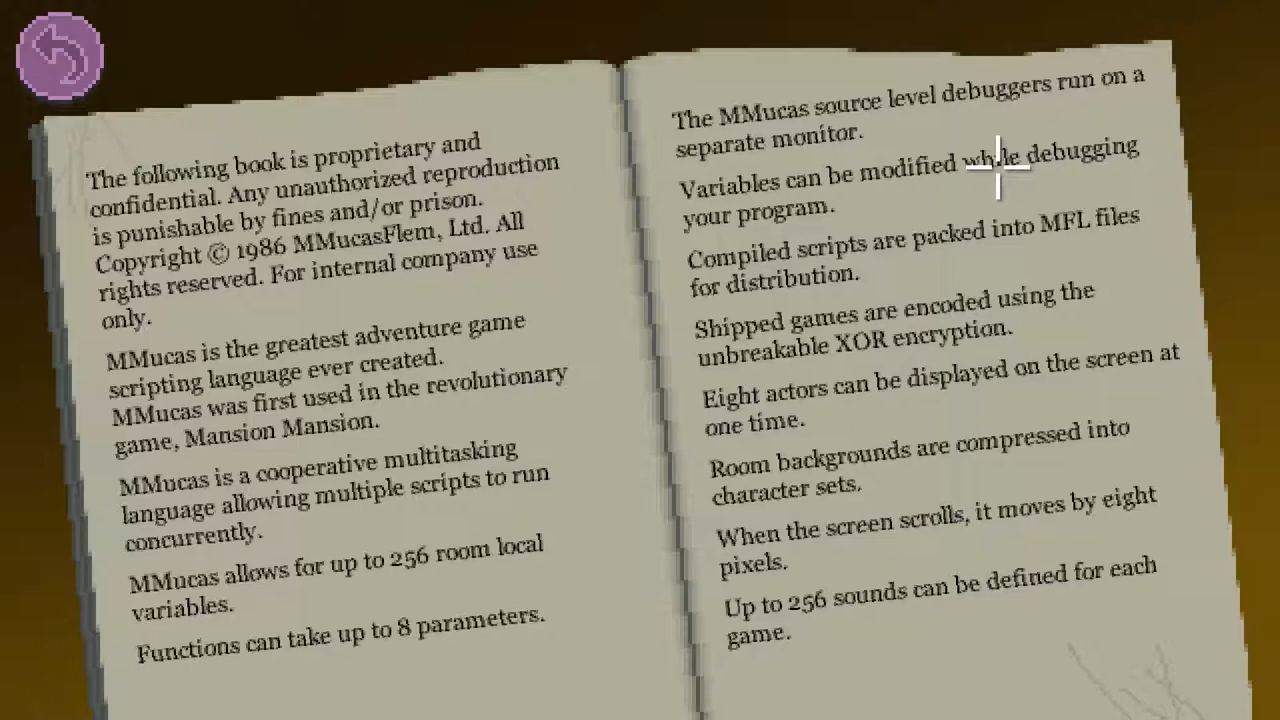 The following book is proprietary and
confidential. Any unauthorized reproduction
is punishable by fines and/or prison.
Copyright © 1986 MMucasFlem, Ltd. All
rights reserved. For internal company use
only.
MMucas is the greatest adventure game
scripting language ever created.
MMucas was first used in the revolutionary
game, Mansion Mansion.
MMucas is a cooperative multitasking
language allowing multiple scripts to run
concurrently.
MMucas allows for up to 256 room local
variables.
Functions can take up to 8 parameters.
The MMucas source level debuggers run on a
separate monitor.
Variables can be modified while debugging
your program.
Compiled scripts are packed into MFL files
for distribution.
Shipped games are encoded using the
unbreakable XOR encryption.
Eight actors can be displayed on the screen at
one time.
Room backgrounds are compressed into
character sets.
When the screen scrolls, it moves by eight
pixels.
Up to 256 sounds can be defined for each
game.